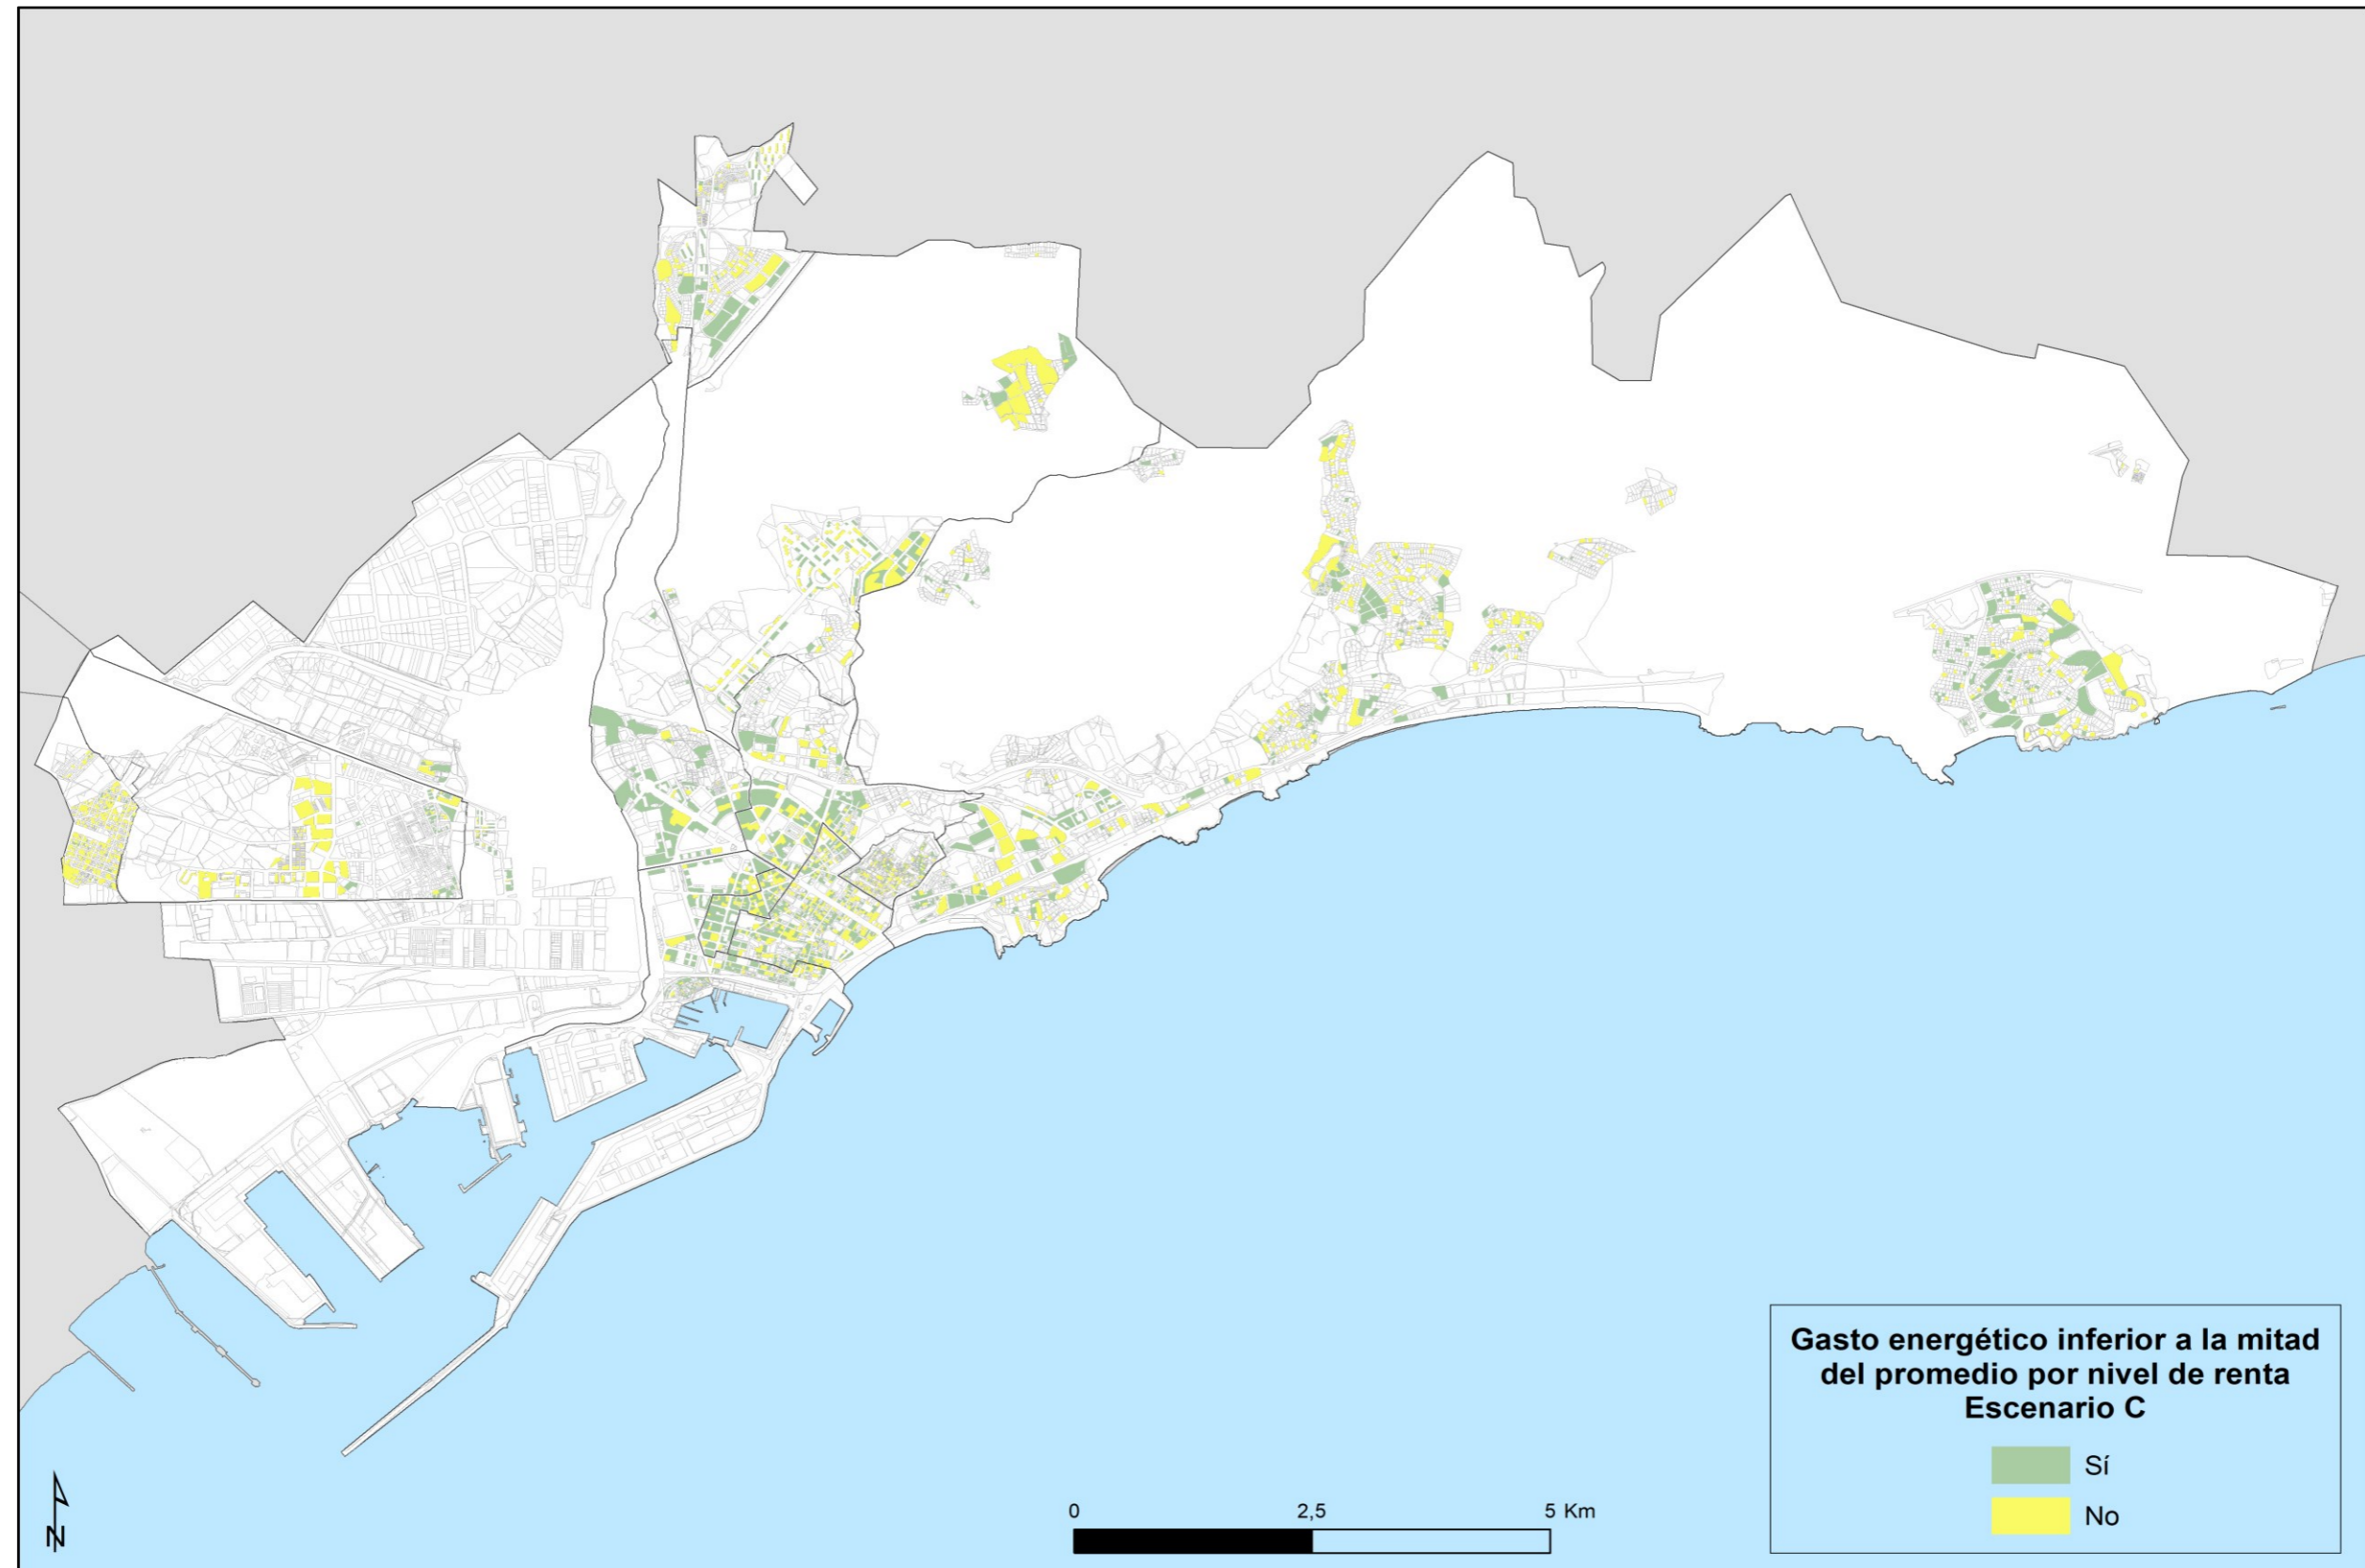 Gasto energético inferior a la mitad
del promedio por nivel de renta
Escenario C
Sí
No
0 2,5 5 Km
N